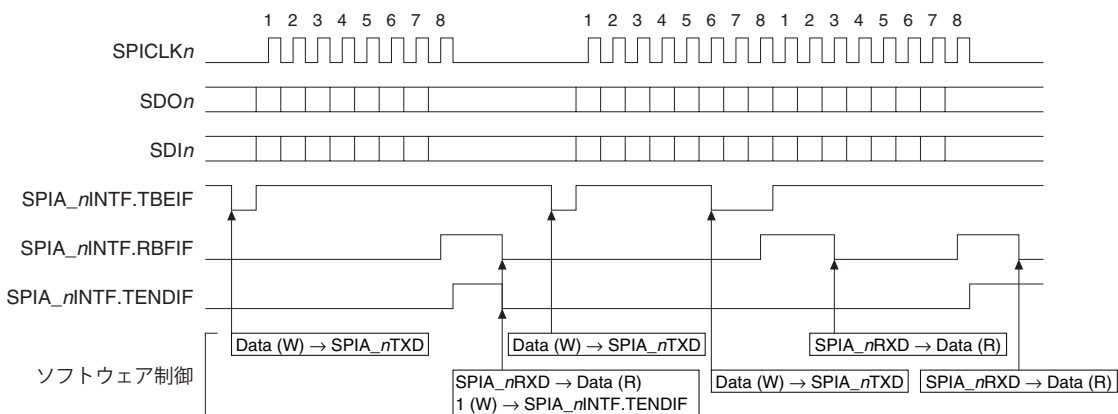 1 2 3 4 5 6 7 8 1 2 3 4 5 6 7 8 1 2 3 4 5 6 7 8
SPICLKn
SDOn
SDIn
SPIA_nINTF.TBEIF
SPIA_nINTF.RBFIF
SPIA_nINTF.TENDIF
ソフトウェア制御
Data (W) → SPIA_nTXD
Data (W) → SPIA_nTXD
SPIA_nRXD → Data (R)
SPIA_nRXD → Data (R)
1 (W) → SPIA_nINTF.TENDIF
Data (W) → SPIA_nTXD
SPIA_nRXD → Data (R)